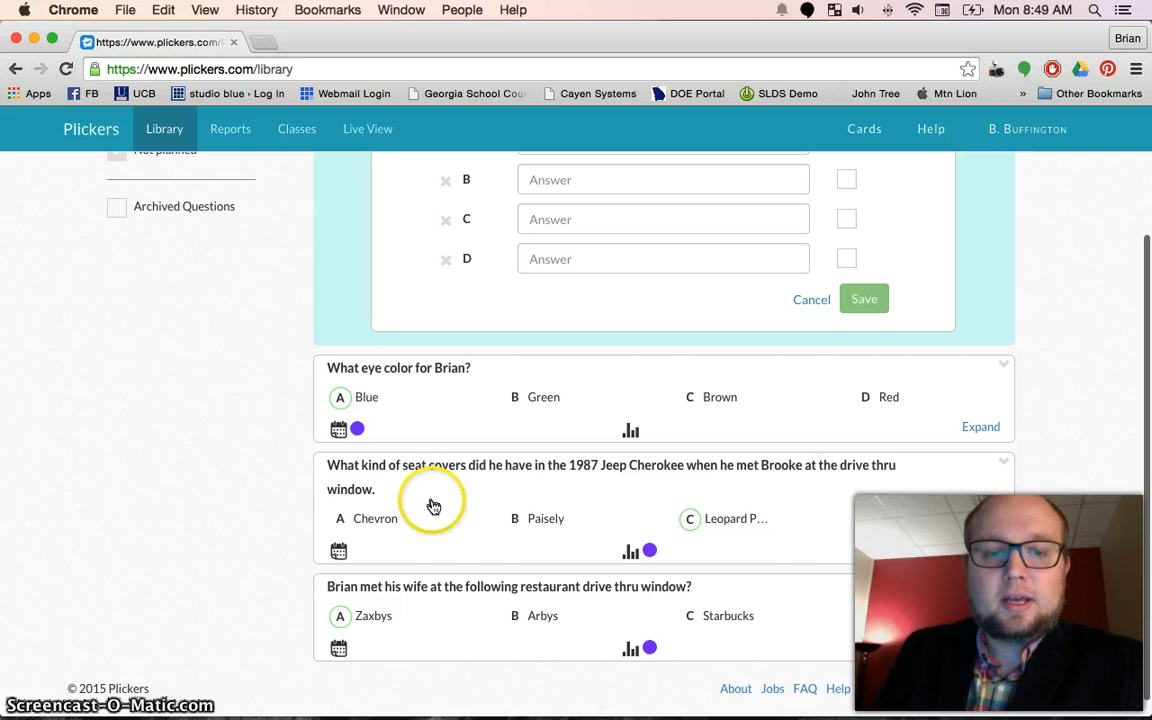 Chrome File Edit View History Bookmarks Window People Help Mon 8:49 AM
https://www.plickers.com/l Brian
https://www.plickers.com/library
Apps FB UCB studio blue › Log In Webmail Login Georgia School Cou Cayen Systems DOE Portal SLDS Demo John Tree Mtn Lion » Other Bookmarks
Plickers Library Reports Classes Live View Cards Help B. BUFFINGTON
Not planned
Archived Questions
B Answer
C Answer
D Answer
Cancel Save
What eye color for Brian?
A Blue B Green C Brown D Red
Expand
What kind of seat covers did he have in the 1987 Jeep Cherokee when he met Brooke at the drive thru
window.
A Chevron B Paisely C Leopard P...
Brian met his wife at the following restaurant drive thru window?
A Zaxbys B Arbys C Starbucks
© 2015 Plickers About Jobs FAQ Help
Screencast-O-Matic.com